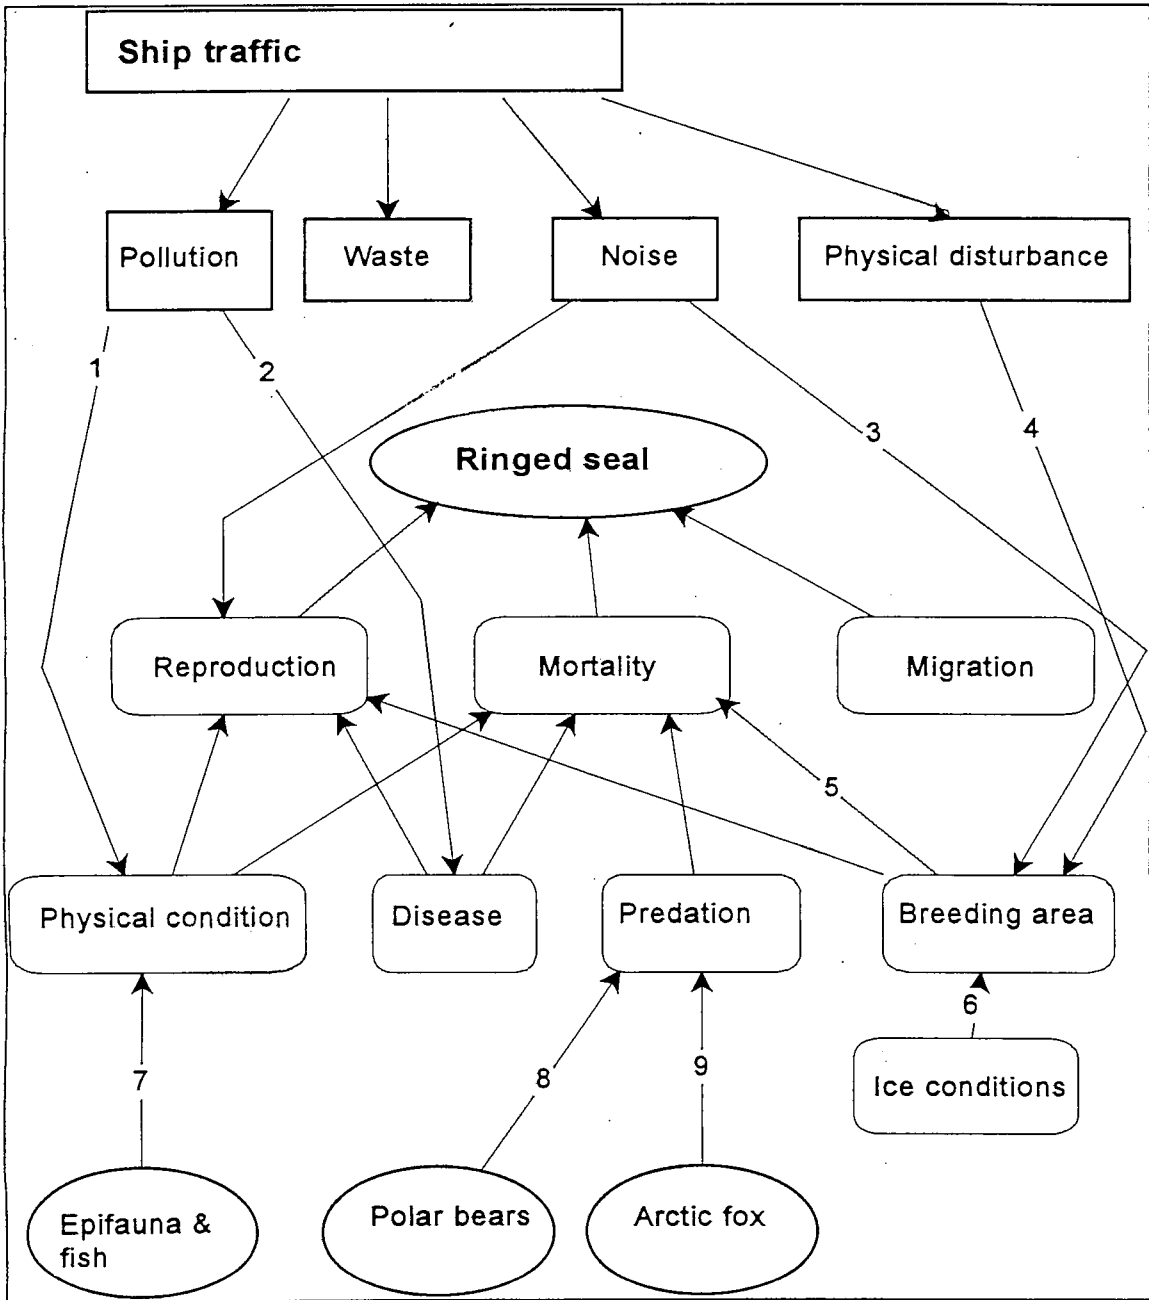 Ship traffic
Pollution
Waste
Noise
Physical disturbance
1
2
3
4
Ringed seal
Reproduction
Mortality
Migration
5
Physical condition
Disease
Predation
Breeding area
6
Ice conditions
7
8
9
Epifauna &
fish
Polar bears
Arctic fox